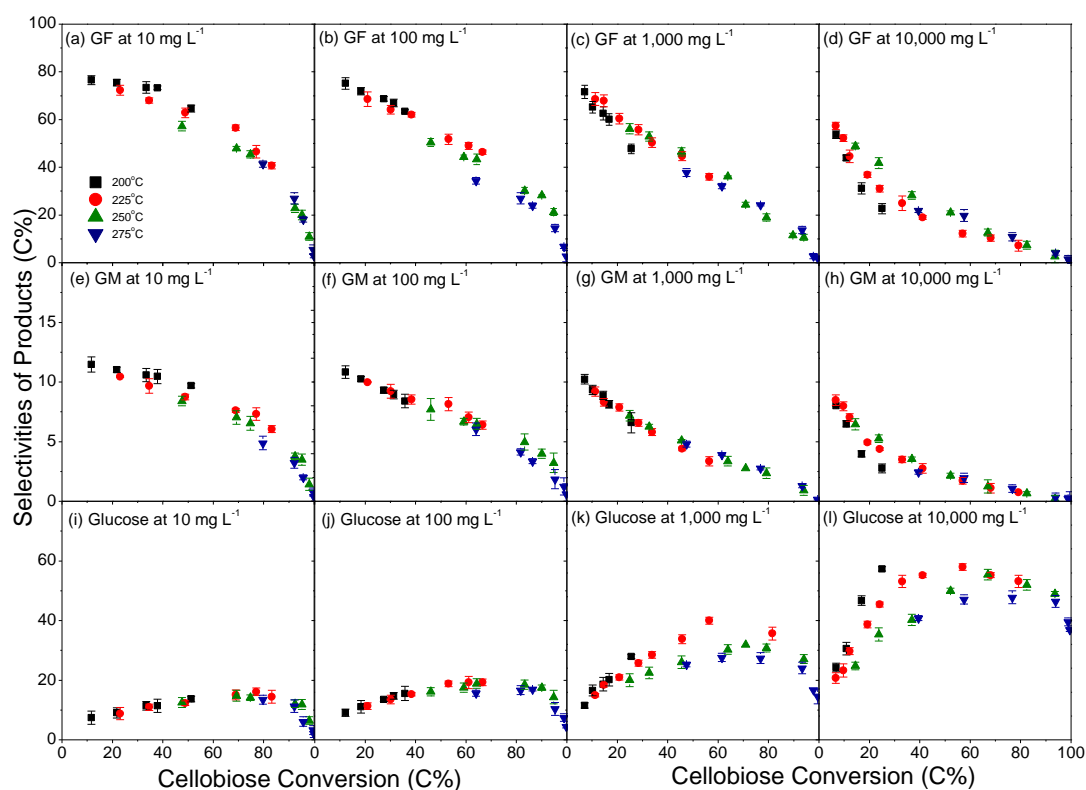 Selectivities of Products (C%)
100
80
60
40
20
0
(a) GF at 10 mg L⁻¹
(b) GF at 100 mg L⁻¹
(c) GF at 1,000 mg L⁻¹
(d) GF at 10,000 mg L⁻¹
200°C
225°C
250°C
275°C
15
10
5
0
(e) GM at 10 mg L⁻¹
(f) GM at 100 mg L⁻¹
(g) GM at 1,000 mg L⁻¹
(h) GM at 10,000 mg L⁻¹
60
40
20
0
(i) Glucose at 10 mg L⁻¹
(j) Glucose at 100 mg L⁻¹
(k) Glucose at 1,000 mg L⁻¹
(l) Glucose at 10,000 mg L⁻¹
0 20 40 60 80 0 20 40 60 80 0 20 40 60 80 0 20 40 60 80 100
Cellobiose Conversion (C%) Cellobiose Conversion (C%)